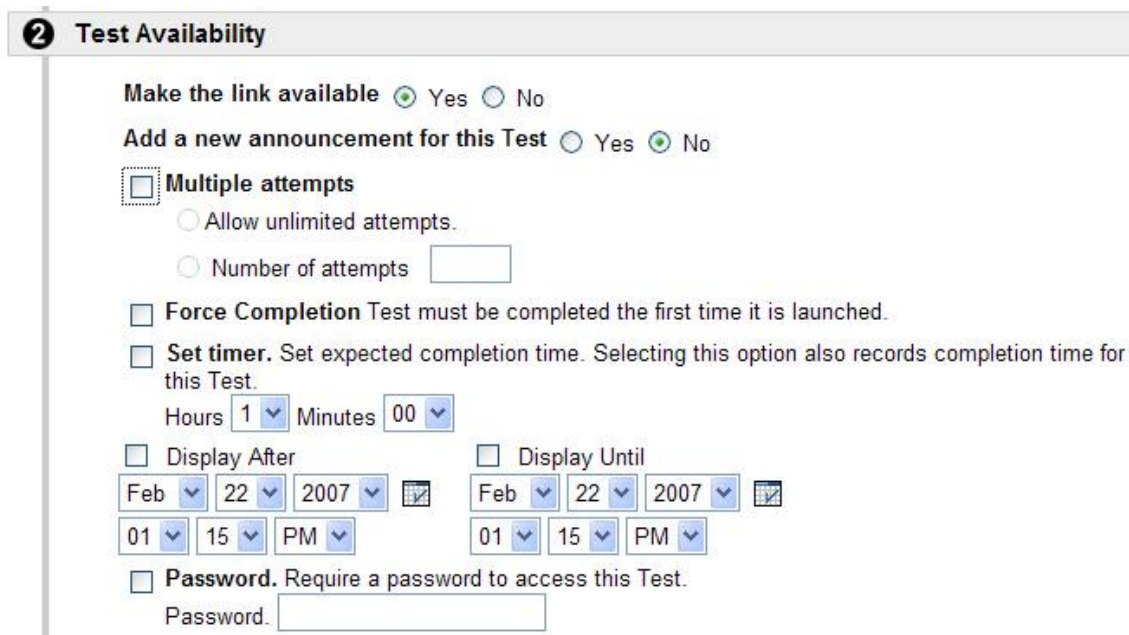 2 Test Availability
Make the link available Yes No
Add a new announcement for this Test Yes No
Multiple attempts
Allow unlimited attempts.
Number of attempts
Force Completion Test must be completed the first time it is launched.
Set timer. Set expected completion time. Selecting this option also records completion time for
this Test.
Hours 1 Minutes 00
Display After Display Until
Feb 22 2007 Feb 22 2007
01 15 PM 01 15 PM
Password. Require a password to access this Test.
Password.